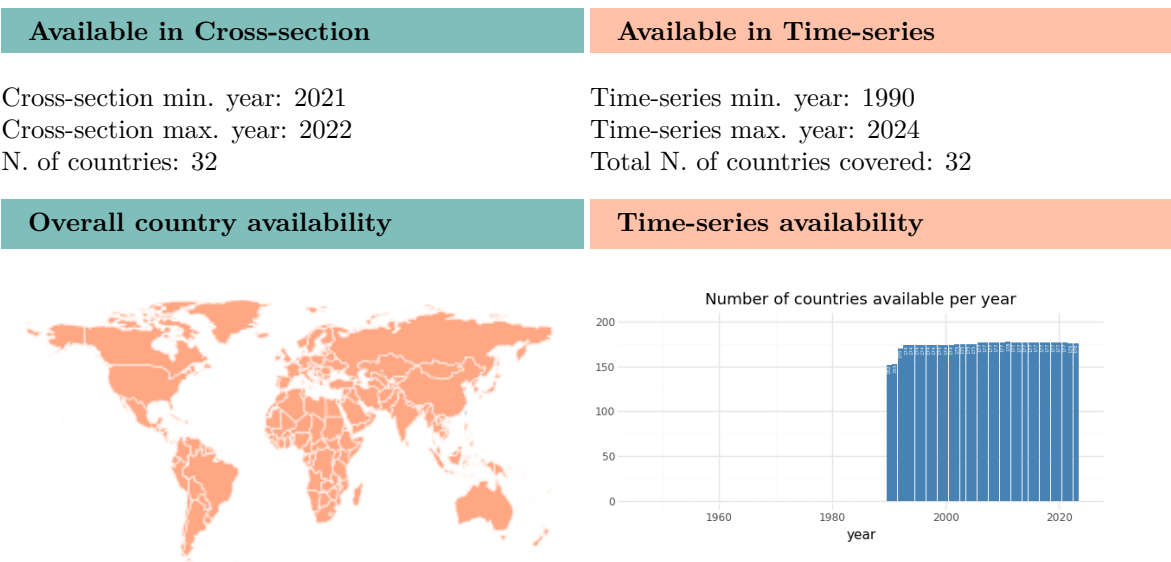 Available in Cross-section
Available in Time-series
Cross-section min. year: 2021
Cross-section max. year: 2022
N. of countries: 32
Time-series min. year: 1990
Time-series max. year: 2024
Total N. of countries covered: 32
Overall country availability
Time-series availability
Number of countries available per year
200
150
100
50
0
1960 1980 2000 2020
year